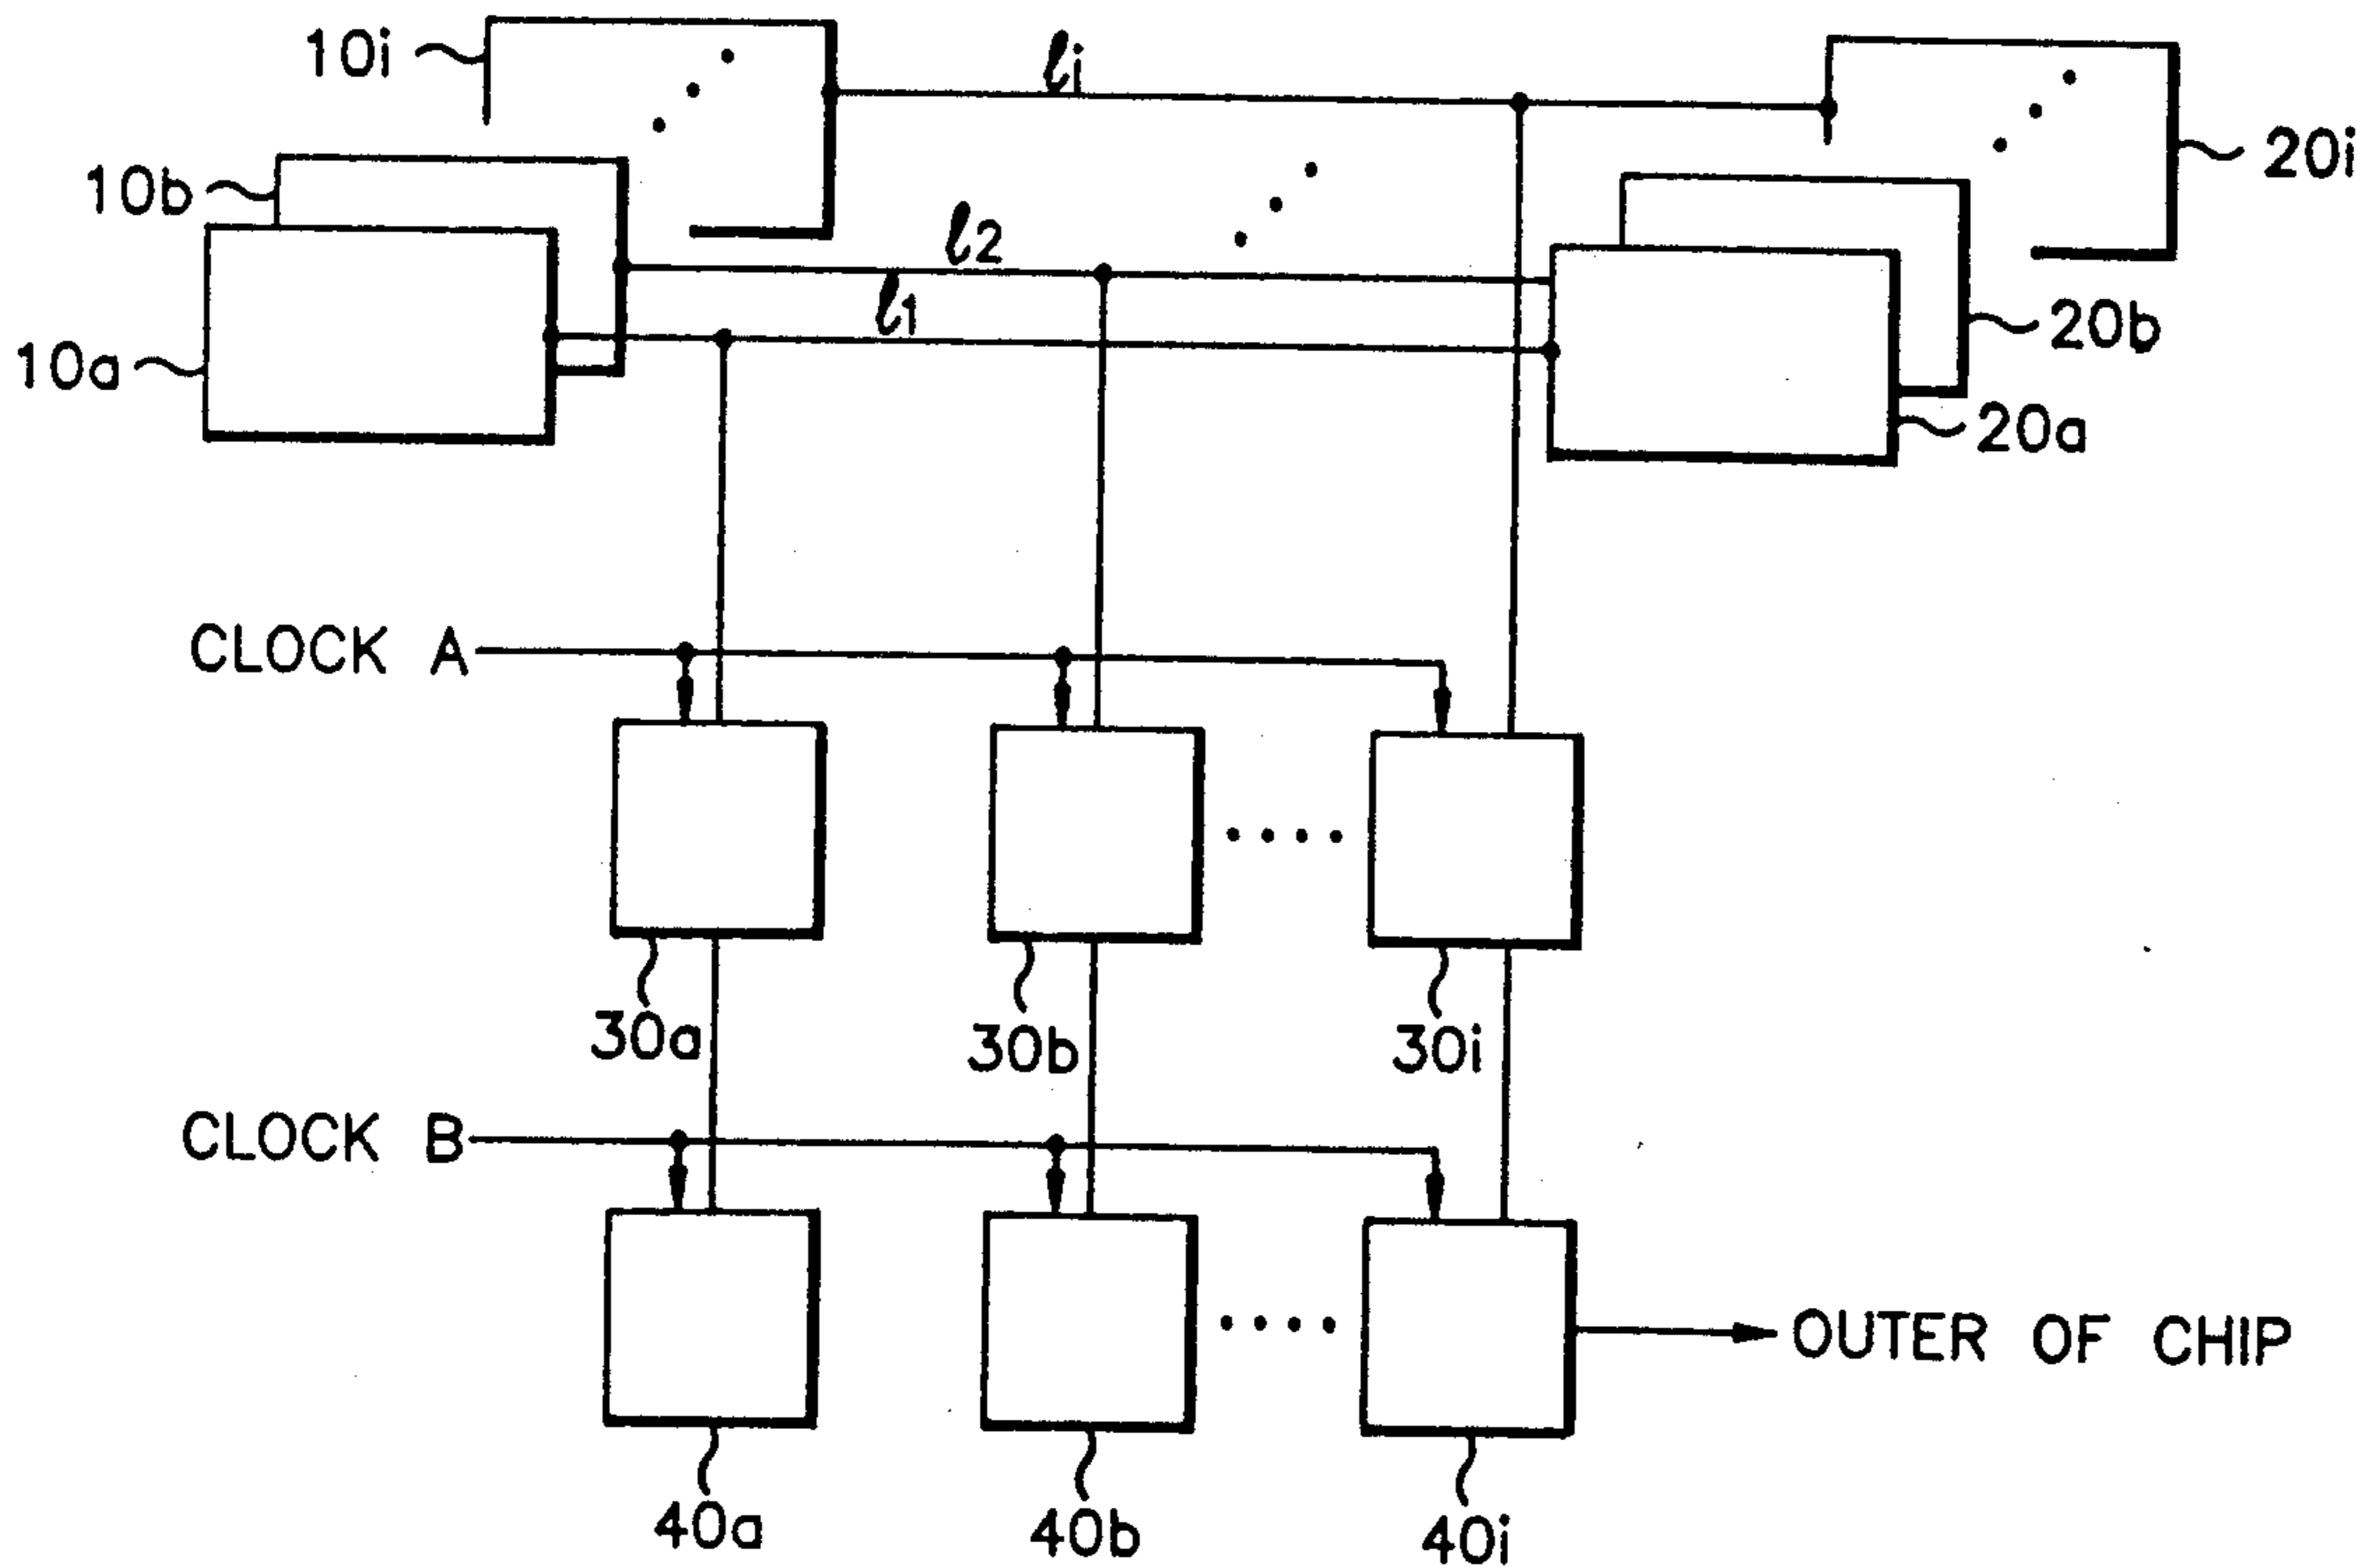 10i
ℓi
20i
10b
ℓ2
ℓ1
20b
10a
20a
CLOCK A
30a
30b
30i
CLOCK B
OUTER OF CHIP
40a
40b
40i